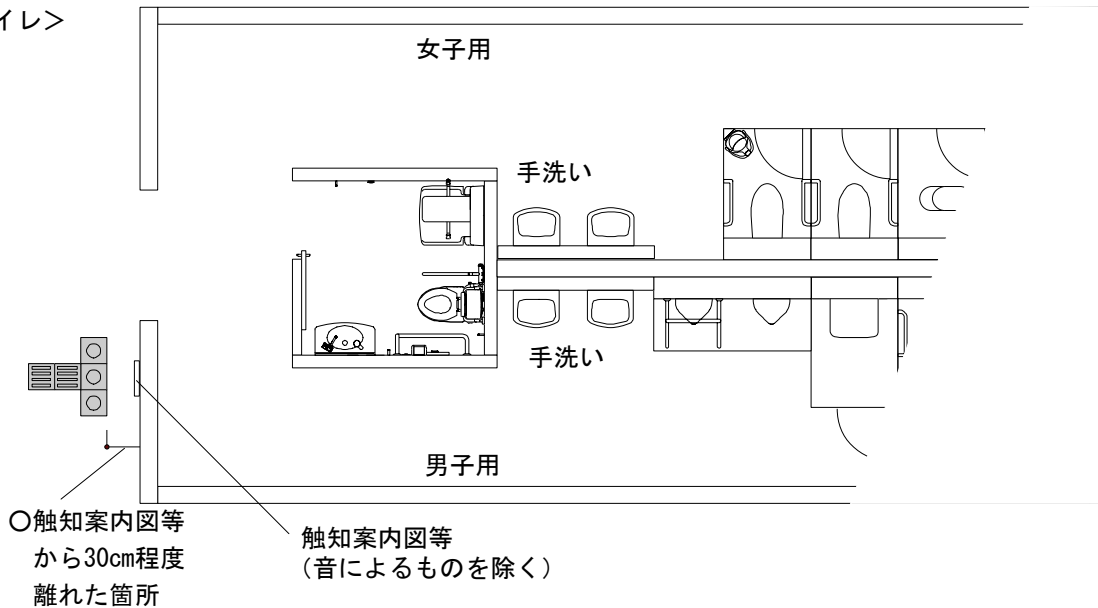 イレ>
女子用
手洗い
手洗い
男子用
○触知案内図等
から30cm程度
離れた箇所
触知案内図等
(音によるものを除く)